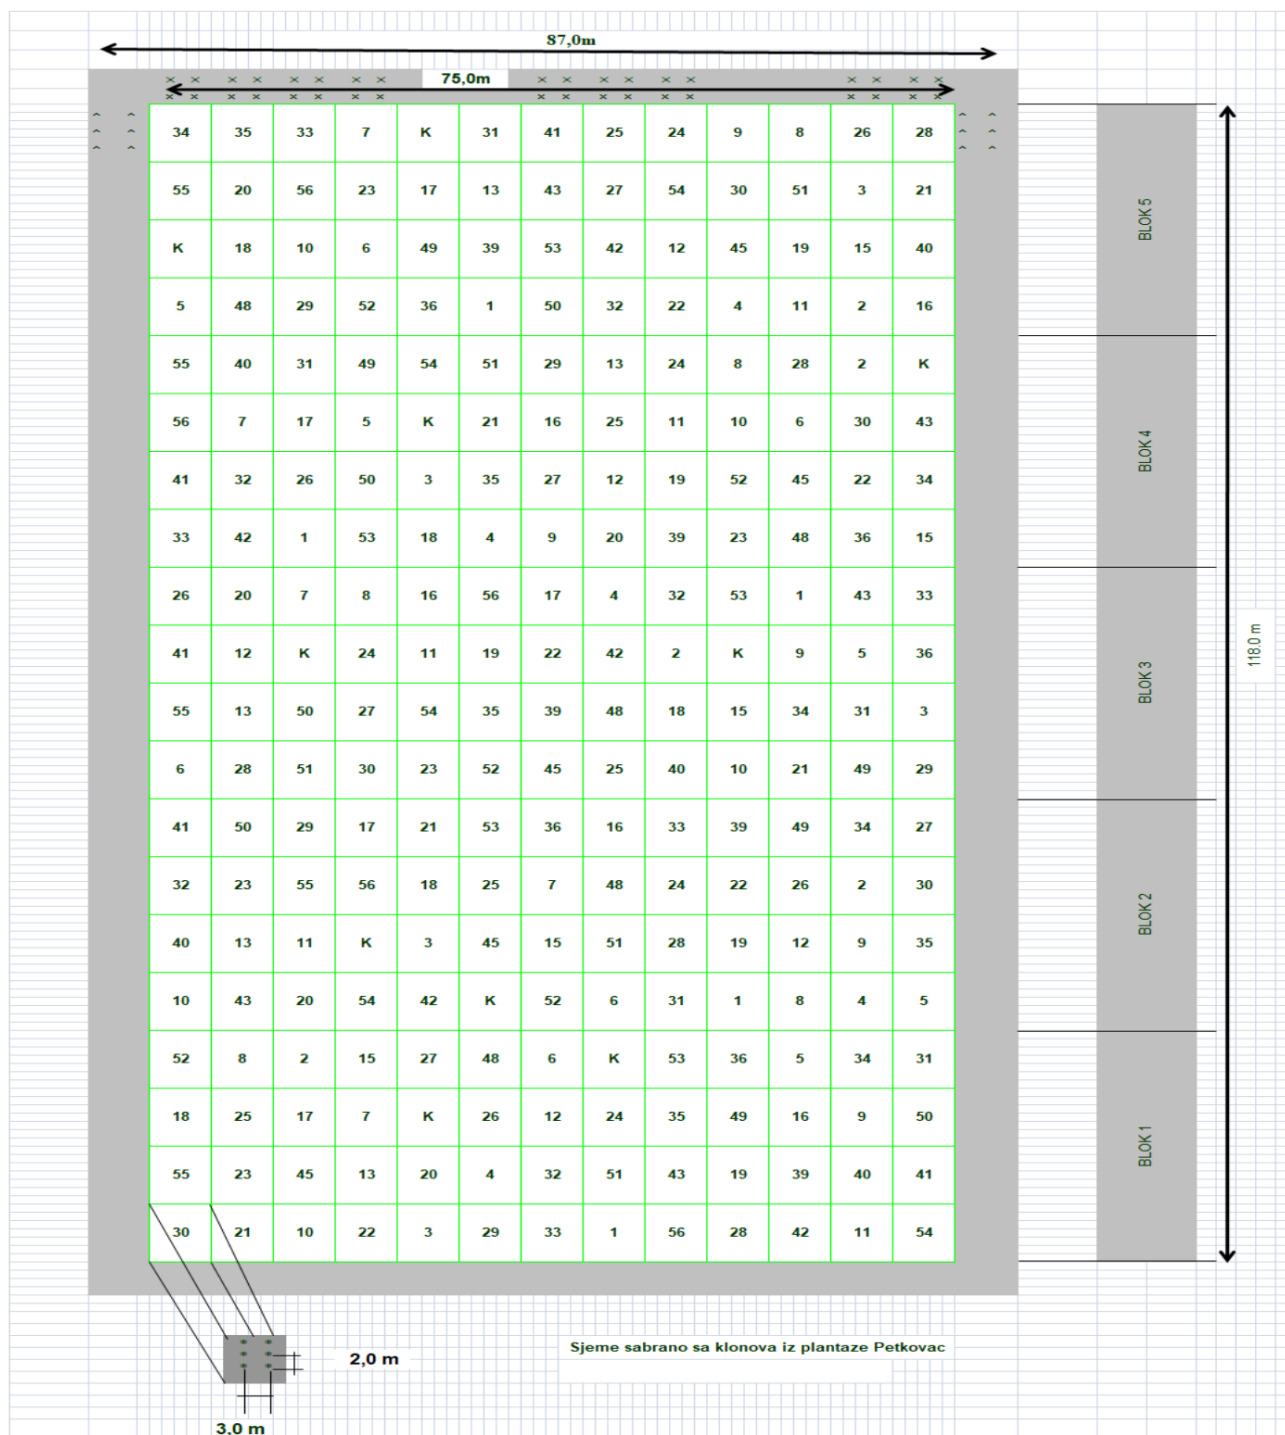 87,0m
75,0m
34 35 33 7 K 31 41 25 24 9 8 26 28
55 20 56 23 17 13 43 27 54 30 51 3 21
K 18 10 6 49 39 53 42 12 45 19 15 40
5 48 29 52 36 1 50 32 22 4 11 2 16
BLOK 5
55 40 31 49 54 51 29 13 24 8 28 2 K
56 7 17 5 K 21 16 25 11 10 6 30 43
41 32 26 50 3 35 27 12 19 52 45 22 34
33 42 1 53 18 4 9 20 39 23 48 36 15
BLOK 4
26 20 7 8 16 56 17 4 32 53 1 43 33
41 12 K 24 11 19 22 42 2 K 9 5 36
55 13 50 27 54 35 39 48 18 15 34 31 3
6 28 51 30 23 52 45 25 40 10 21 49 29
BLOK 3
118.0 m
41 50 29 17 21 53 36 16 33 39 49 34 27
32 23 55 56 18 25 7 48 24 22 26 2 30
40 13 11 K 3 45 15 51 28 19 12 9 35
10 43 20 54 42 K 52 6 31 1 8 4 5
BLOK 2
52 8 2 15 27 48 6 K 53 36 5 34 31
18 25 17 7 K 26 12 24 35 49 16 9 50
55 23 45 13 20 4 32 51 43 19 39 40 41
30 21 10 22 3 29 33 1 56 28 42 11 54
BLOK 1
Sjeme sabrano sa klonova iz plantaze Petkovac
2,0 m
3,0 m